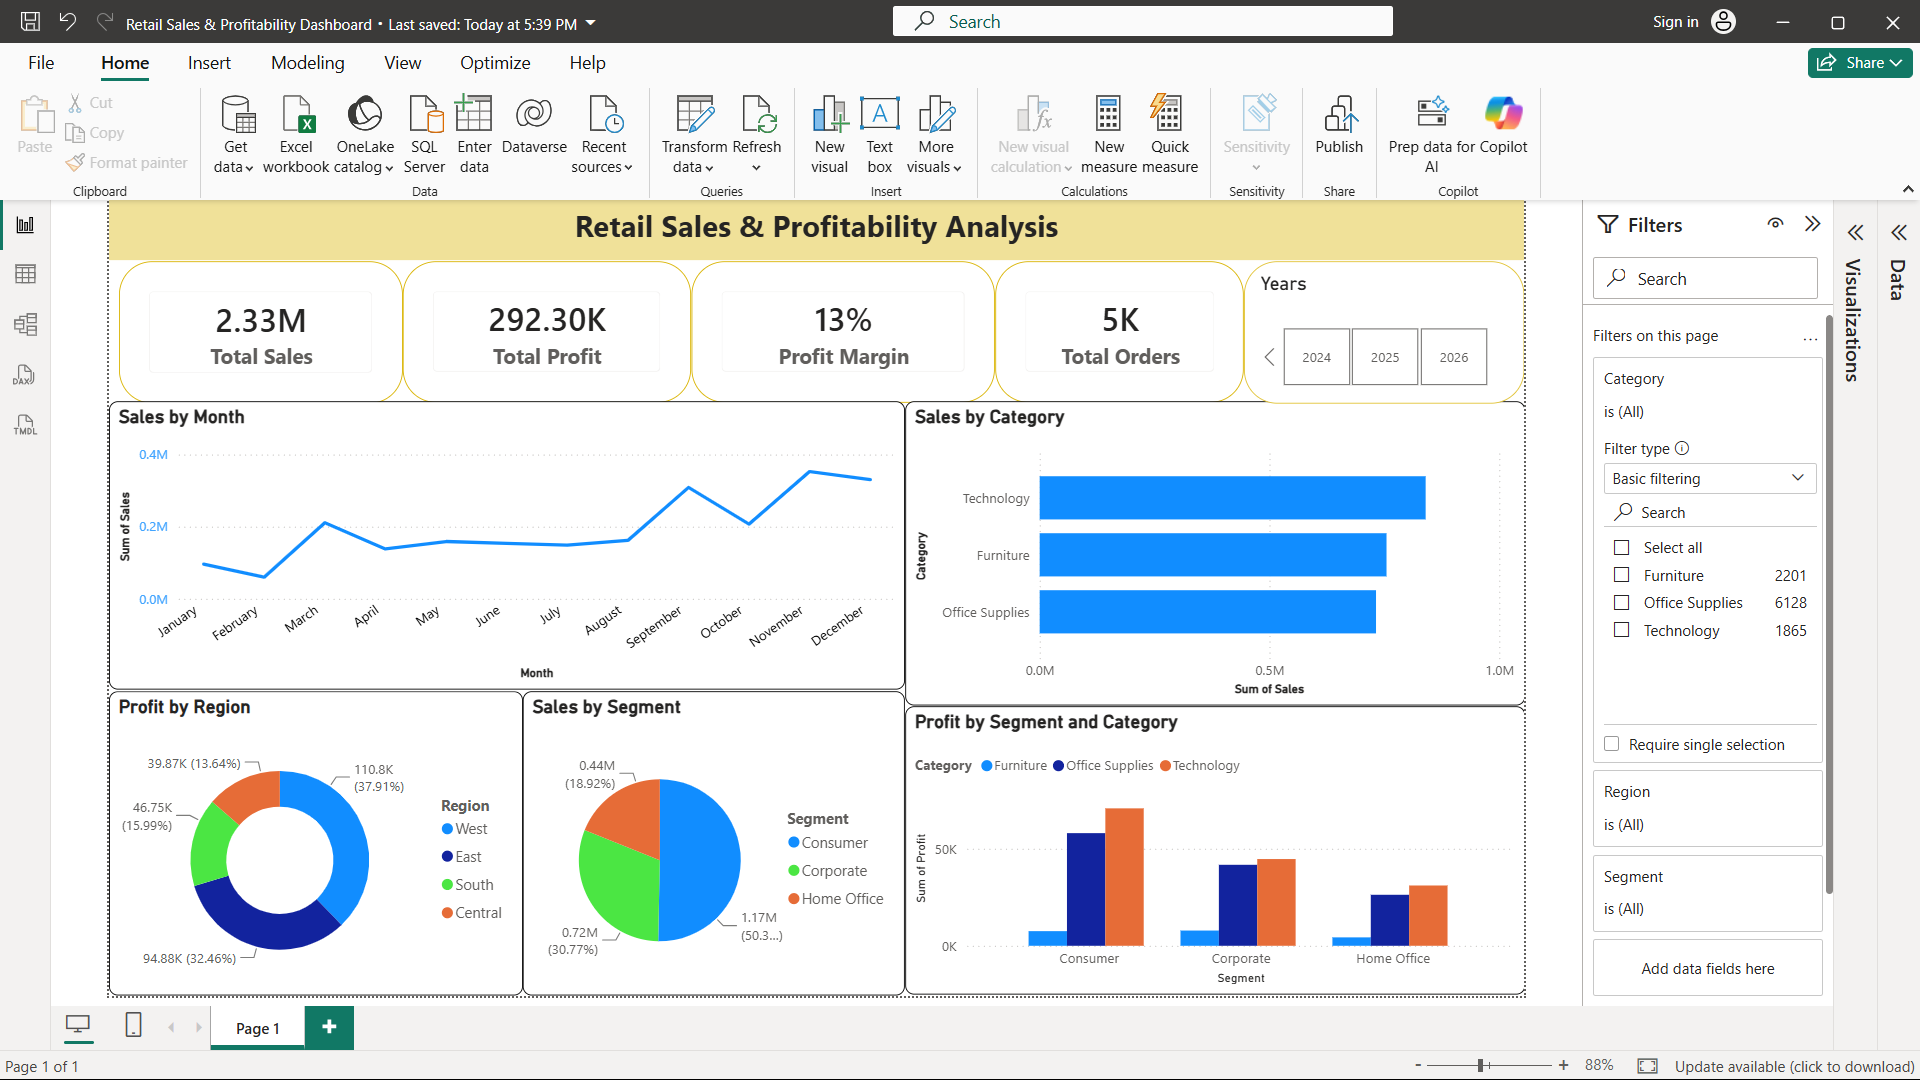 Retail Sales & Profitability Dashboard • Last saved: Today at 5:39 PM
Search
Sign in
File
Home
Insert
Modeling
View
Optimize
Help
Share
Paste
Cut
Copy
Format painter
Clipboard
Get data
Excel workbook
OneLake catalog
SQL Server
Enter data
Dataverse
Recent sources
Data
Transform data
Refresh
Queries
New visual
Text box
More visuals
Insert
New visual calculation
New measure
Quick measure
Calculations
Sensitivity
Sensitivity
Publish
Share
Prep data for AI
Copilot
Copilot
DAX
TMDL
Retail Sales & Profitability Analysis
2.33M
Total Sales
292.30K
Total Profit
13%
Profit Margin
5K
Total Orders
Years
2024
2025
2026
Sales by Month
Sum of Sales
0.4M
0.2M
0.0M
January
February
March
April
May
June
July
August
September
October
November
December
Month
Sales by Category
Category
Technology
Furniture
Office Supplies
0.0M
0.5M
1.0M
Sum of Sales
Profit by Region
39.87K (13.64%)
110.8K
(37.91%)
46.75K
(15.99%)
94.88K (32.46%)
Region
West
East
South
Central
Sales by Segment
0.44M
(18.92%)
0.72M
(30.77%)
1.17M
(50.3...)
Segment
Consumer
Corporate
Home Office
Profit by Segment and Category
Category Furniture Office Supplies Technology
Sum of Profit
50K
0K
Consumer
Corporate
Home Office
Segment
Filters
Search
Filters on this page
...
Category
is (All)
Filter type
Basic filtering
Search
Select all
Furniture 2201
Office Supplies 6128
Technology 1865
Require single selection
Region
is (All)
Segment
is (All)
Add data fields here
Visualizations
Data
Page 1
+
Page 1 of 1
- + 88%
Update available (click to download)